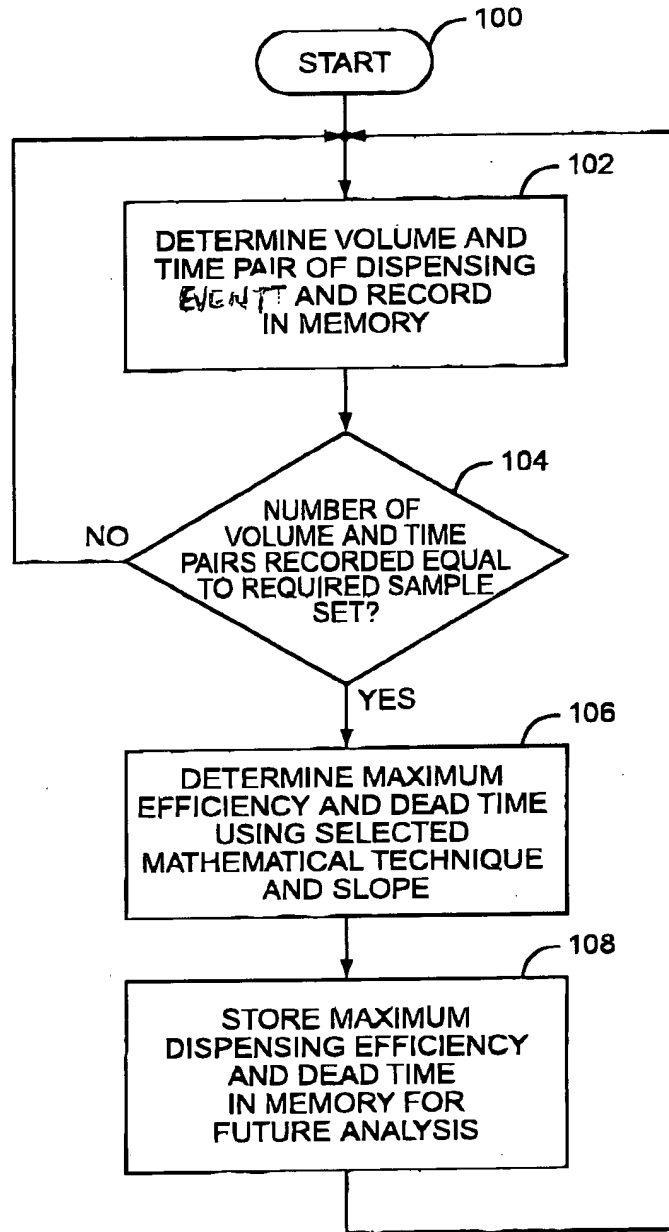 100
START
102
DETERMINE VOLUME AND
TIME PAIR OF DISPENSING
EVENTT AND RECORD
IN MEMORY
104
NUMBER OF
VOLUME AND TIME
PAIRS RECORDED EQUAL
TO REQUIRED SAMPLE
SET?
NO
YES
106
DETERMINE MAXIMUM
EFFICIENCY AND DEAD TIME
USING SELECTED
MATHEMATICAL TECHNIQUE
AND SLOPE
108
STORE MAXIMUM
DISPENSING EFFICIENCY
AND DEAD TIME
IN MEMORY FOR
FUTURE ANALYSIS